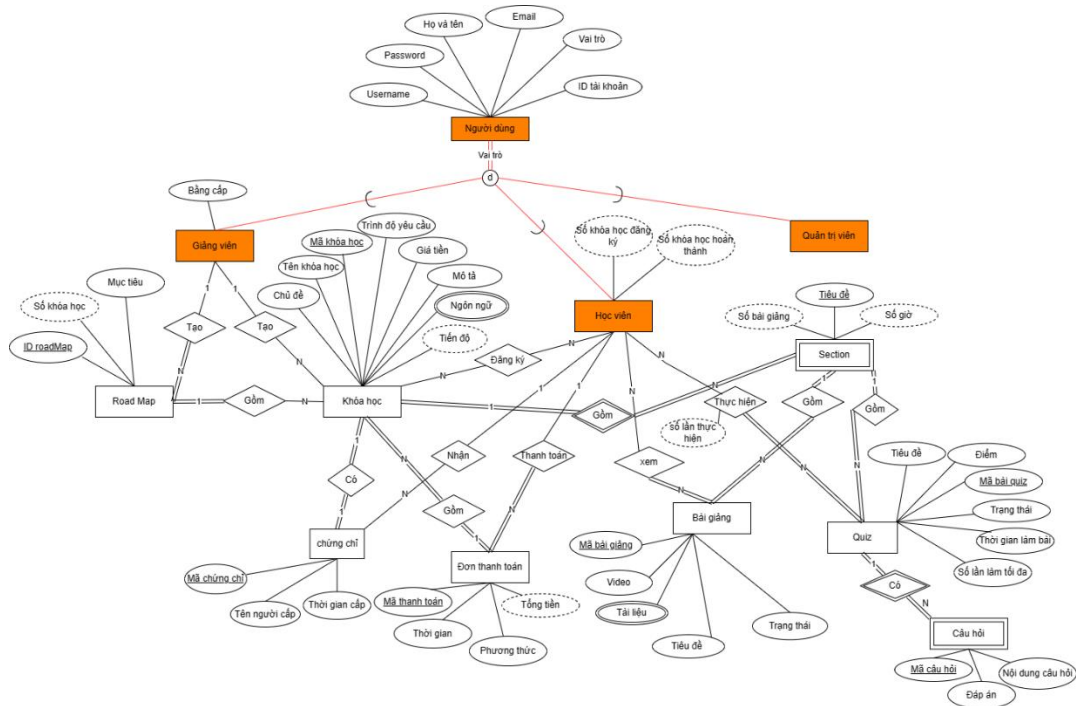 Họ và tên
Email
Password
Vai trò
Username
ID tài khoản
Người dùng
Vai trò
d
Bằng cấp
Giảng viên
Quản trị viên
Mã khóa học
Trình độ yêu cầu
Giá tiền
Tên khóa học
Mô tả
Chủ đề
Ngôn ngữ
Tiến độ
Số khóa học đăng
ký
Số khóa học hoàn
thành
Học viên
Mục tiêu
Số khóa học
ID roadMap
1
1
Tạo
Tạo
N
N
Tiêu đề
Số bài giảng
Số giờ
Section
Road Map
1
Gồm
N
Khóa học
N
Đăng ký
N
1
Gồm
N
1
1
N
N
Thực hiện
số lần thực
hiện
1
Gồm
1
Gồm
1
Có
1
Nhận
N
N
Gồm
1
Thanh toán
N
xem
N
N
N
N
Tiêu đề
Điểm
Mã bài quiz
Trạng thái
Thời gian làm bài
Số lần làm tối đa
Quiz
chứng chỉ
Mã chứng chỉ
Tên người cấp
Thời gian cấp
Đơn thanh toán
Mã thanh toán
Tổng tiền
Thời gian
Phương thức
Bài giảng
Mã bài giảng
Video
Tài liệu
Tiêu đề
Trạng thái
1
Có
N
Câu hỏi
Mã câu hỏi
Nội dung câu hỏi
Đáp án